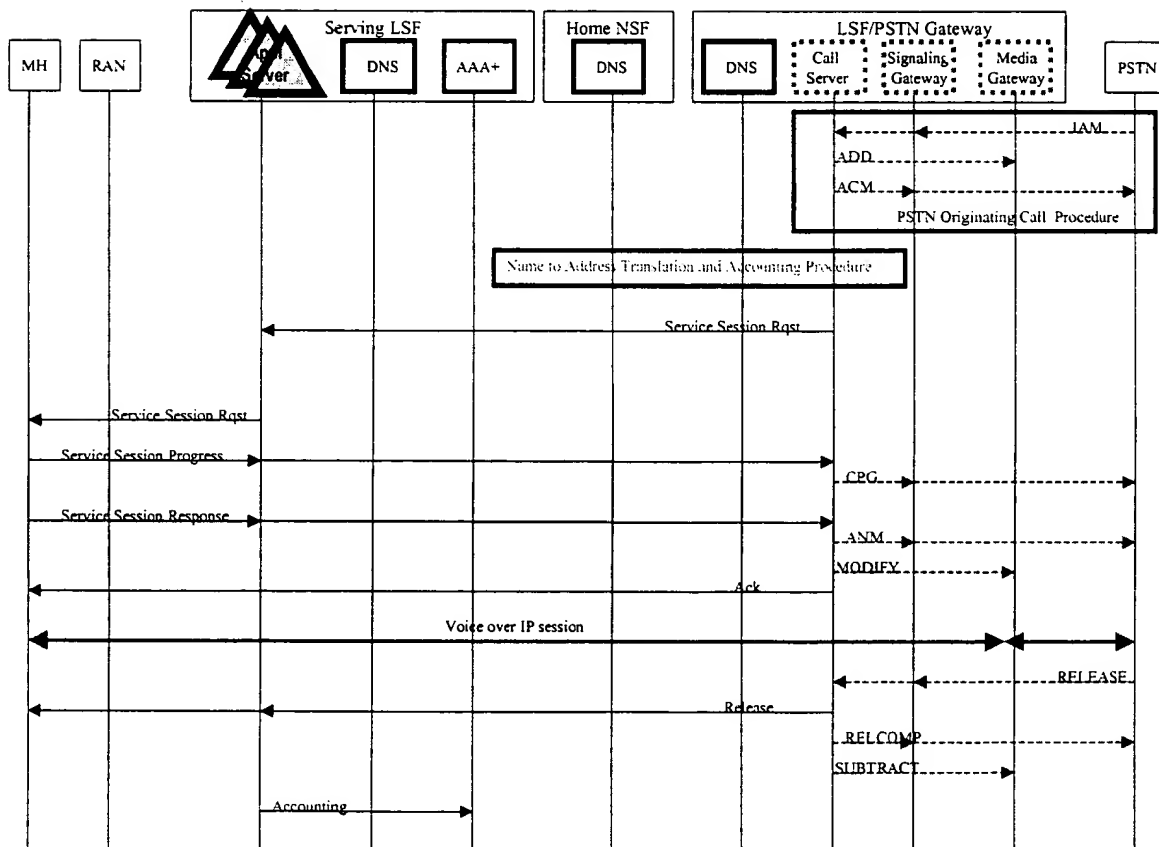 Serving LSF
Home NSF
LSF/PSTN Gateway
MH
RAN
Appl
Server
DNS
AAA+
DNS
DNS
Call
Server
Signaling
Gateway
Media
Gateway
PSTN
IAM
ADD
ACM
PSTN Originating Call Procedure
Name to Address Translation and Accounting Procedure
Service Session Rqst
Service Session Rqst
Service Session Progress
CPG
Service Session Response
ANM
MODIFY
Ack
Voice over IP session
RELEASE
Release
RELCOMP
SUBTRACT
Accounting